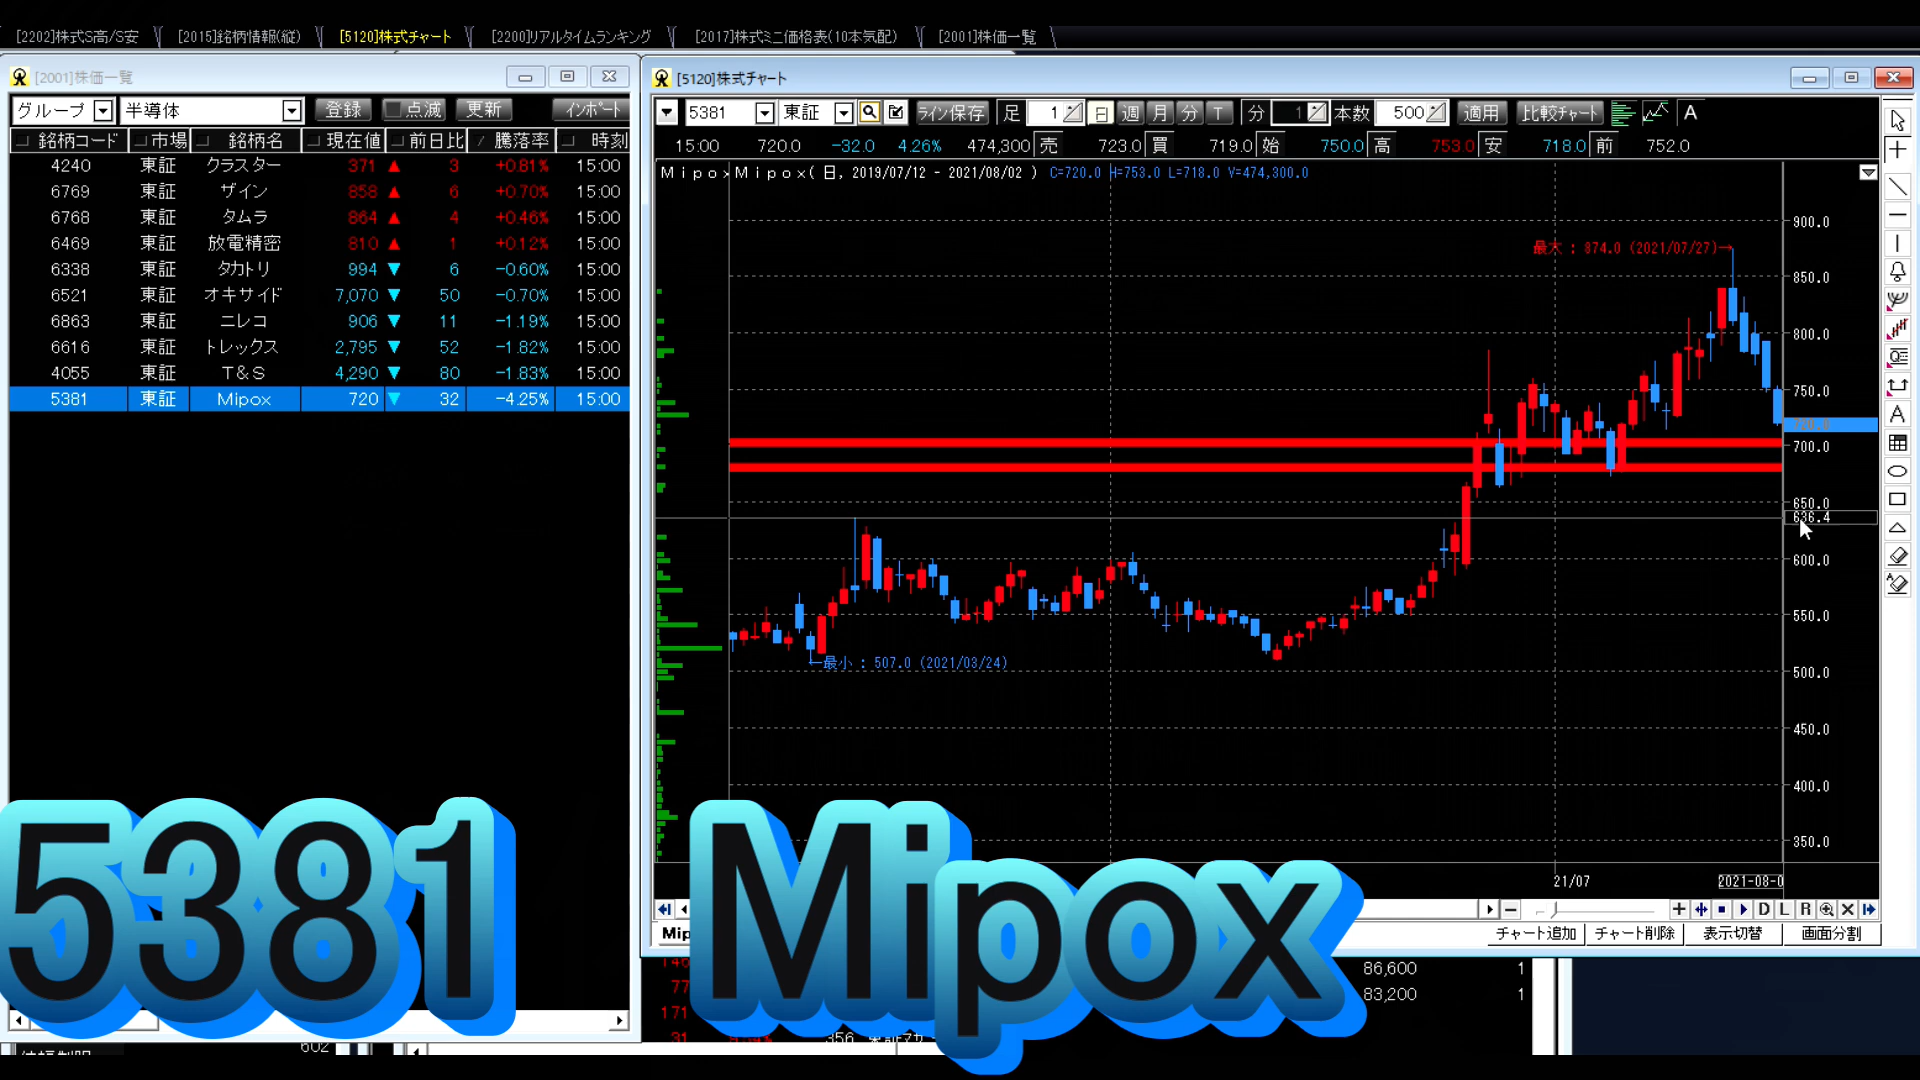 [2202]株式S高/S安 [2015]銘柄情報(縦) [5120]株式チャート [2200]リアルタイムランキング [2017]株式ミニ価格表(10本気配) [2001]株価一覧
[2001]株価一覧
グループ 半導体 登録 点滅 更新 インポート
銘柄コード 市場 銘柄名 現在値 前日比 騰落率 時刻
4240 東証 クラスター 371 ▲ 3 +0.81% 15:00
6769 東証 ザイン 858 ▲ 6 +0.70% 15:00
6768 東証 タムラ 864 ▲ 4 +0.46% 15:00
6469 東証 放電精密 810 ▲ 1 +0.12% 15:00
6338 東証 タカトリ 994 ▼ 6 -0.60% 15:00
6521 東証 オキサイド 7,070 ▼ 50 -0.70% 15:00
6863 東証 ニレコ 906 ▼ 11 -1.19% 15:00
6616 東証 トレックス 2,795 ▼ 52 -1.82% 15:00
4055 東証 T&S 4,290 ▼ 80 -1.83% 15:00
5381 東証 Mipox 720 ▼ 32 -4.25% 15:00
[5120]株式チャート
5381 東証 ライン保存 足 1 日 週 月 分 T 分 1 本数 500 適用 比較チャート A
15:00 720.0 -32.0 4.26% 474,300 売 723.0 買 719.0 始 750.0 高 753.0 安 718.0 前 752.0
Mipox Mipox( 日, 2019/07/12 - 2021/08/02 ) C=720.0 H=753.0 L=718.0 V=474,300.0
900.0
最大 : 874.0 (2021/07/27)→
850.0
800.0
750.0
720.0
700.0
650.0
636.4
600.0
550.0
←最小 : 507.0 (2021/03/24)
500.0
450.0
400.0
350.0
21/07 2021-08-0
D L R
Mip チャート追加 チャート削除 表示切替 画面分割
A
5381 Mipox
86,600 1
77 83,200 1
171
31 356
602